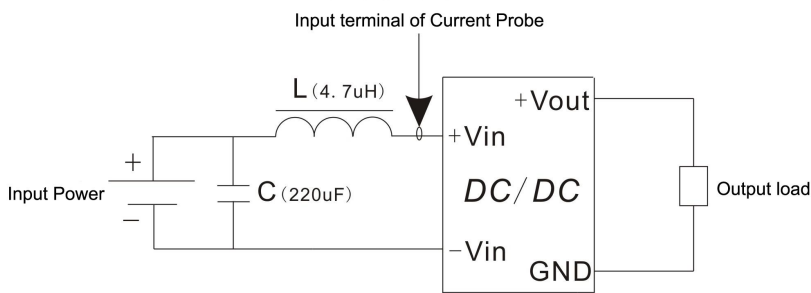 Input terminal of Current Probe
L(4.7uH)
+Vout
+Vin
+
Input Power
C(220uF)
DC/DC
Output load
−
−Vin
GND